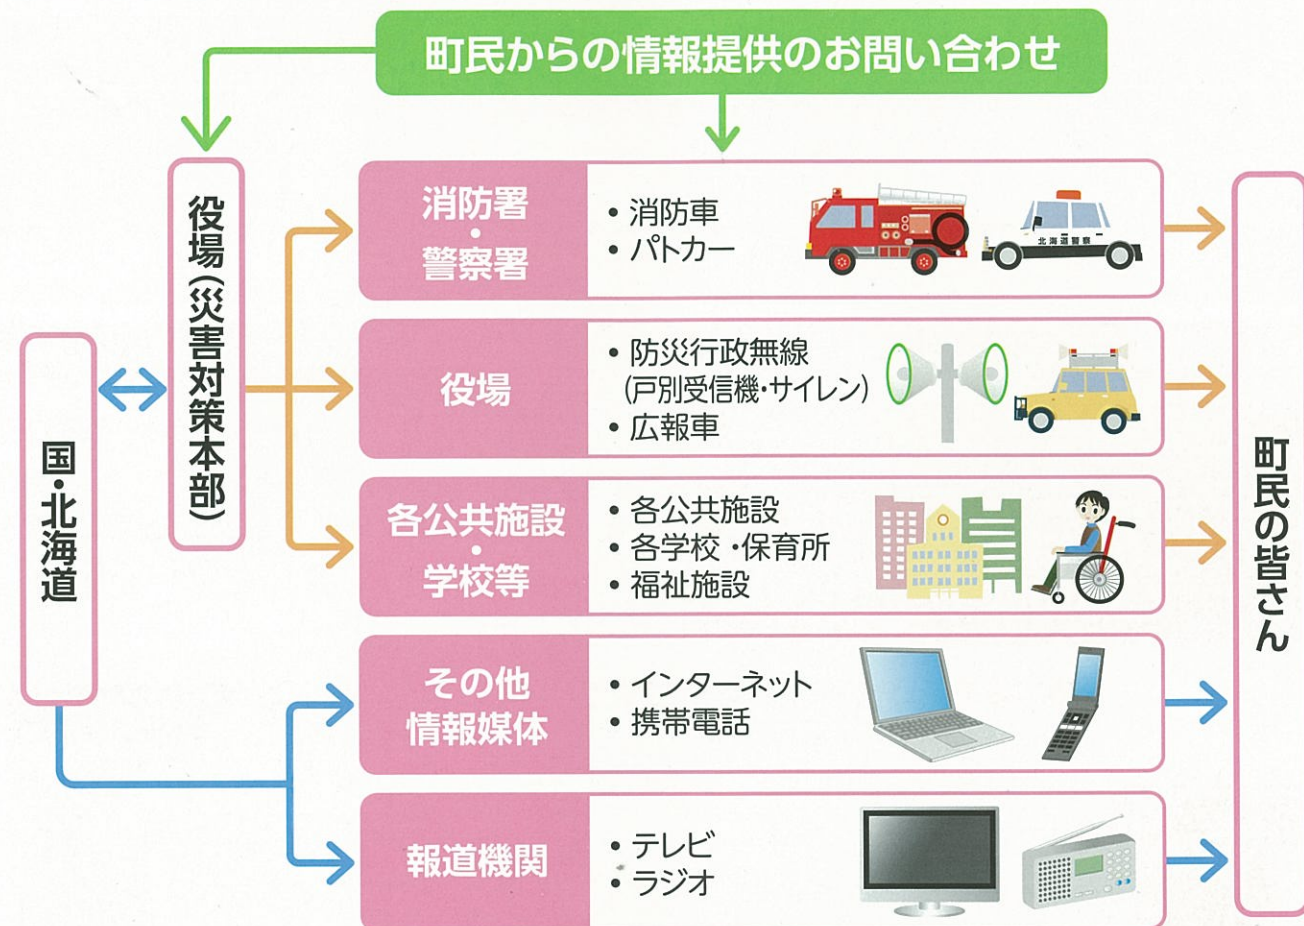 町民からの情報提供のお問い合わせ
役場(災害対策本部)
国・北海道
消防署
・
警察署
• 消防車
• パトカー
北海道警察
役場
• 防災行政無線
(戸別受信機・サイレン)
• 広報車
各公共施設
・
学校等
• 各公共施設
• 各学校・保育所
• 福祉施設
その他
情報媒体
• インターネット
• 携帯電話
報道機関
• テレビ
• ラジオ
町民の皆さん